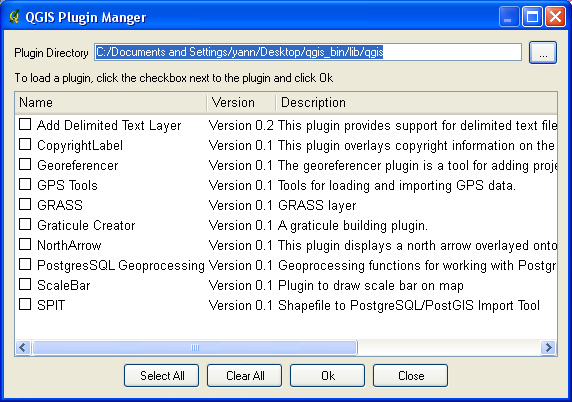 QGIS Plugin Manger
Plugin Directory C:/Documents and Settings/yann/Desktop/qgis_bin/lib/qgis ...
To load a plugin, click the checkbox next to the plugin and click Ok
Name Version Description
Add Delimited Text Layer Version 0.2 This plugin provides support for delimited text file
CopyrightLabel Version 0.1 This plugin overlays copyright information on the
Georeferencer Version 0.1 The georeferencer plugin is a tool for adding proje
GPS Tools Version 0.1 Tools for loading and importing GPS data.
GRASS Version 0.1 GRASS layer
Graticule Creator Version 0.1 A graticule building plugin.
NorthArrow Version 0.1 This plugin displays a north arrow overlayed onto
PostgresSQL Geoprocessing Version 0.1 Geoprocessing functions for working with Postgr
ScaleBar Version 0.1 Plugin to draw scale bar on map
SPIT Version 0.1 Shapefile to PostgreSQL/PostGIS Import Tool
Select All Clear All Ok Close